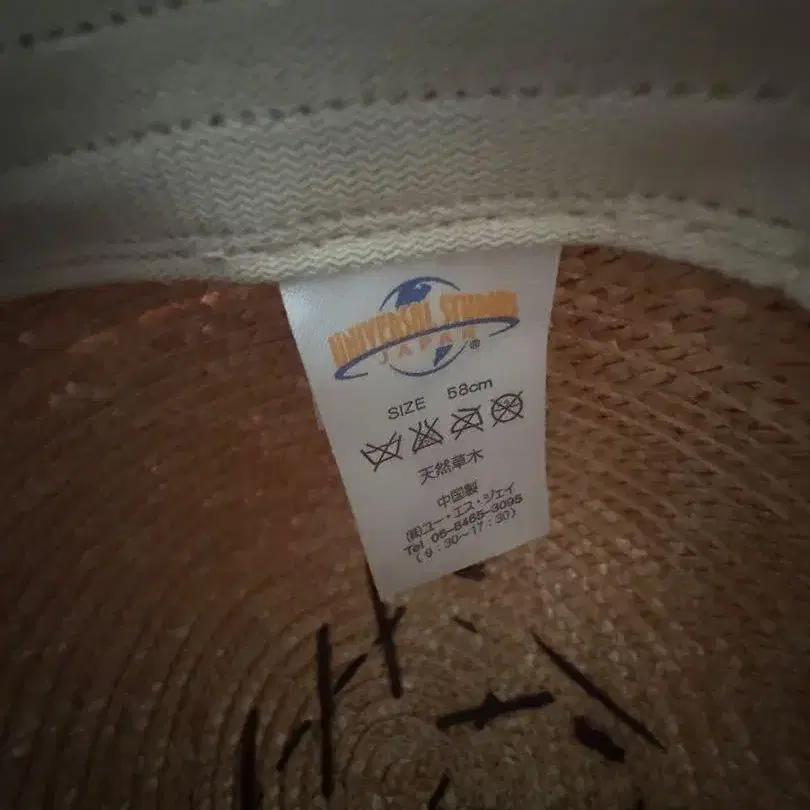 UNIVERSAL STUDIOS
JAPAN
®
SIZE 58cm
天然草木
中国製
(株)ユー・エス・ジェイ
Tel 06-6465-3095
(9:30~17:30)